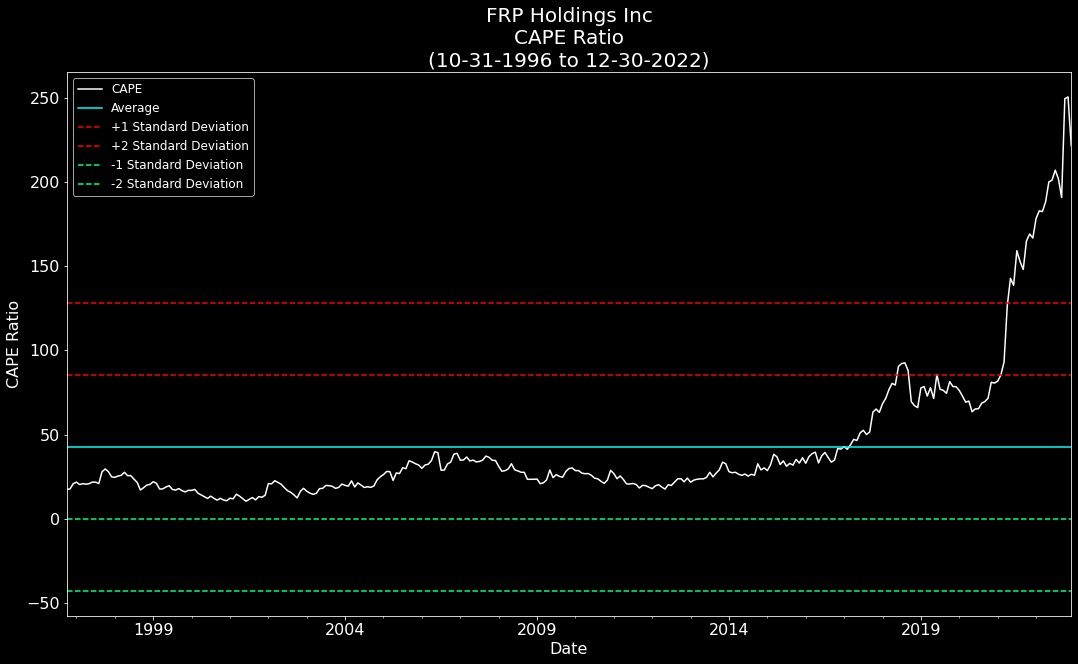 FRP Holdings Inc
CAPE Ratio
(10-31-1996 to 12-30-2022)
CAPE
Average
+1 Standard Deviation
+2 Standard Deviation
-1 Standard Deviation
-2 Standard Deviation
CAPE Ratio
250
200
150
100
50
0
−50
1999
2004
2009
2014
2019
Date